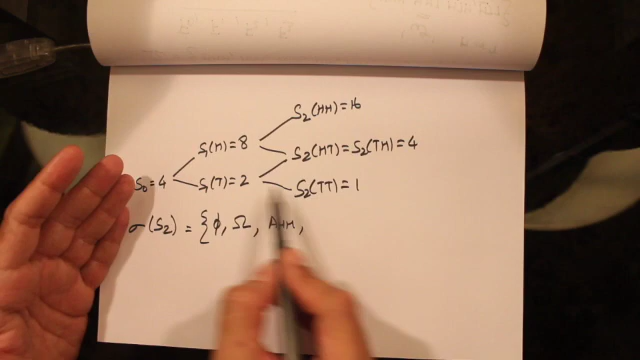 S₂(HH)=16
S₁(H)=8
S₂(HT)=S₂(TH)=4
S₀=4
S₁(T)=2
S₂(TT)=1
σ(S₂) = {ϕ, Ω, AHH,